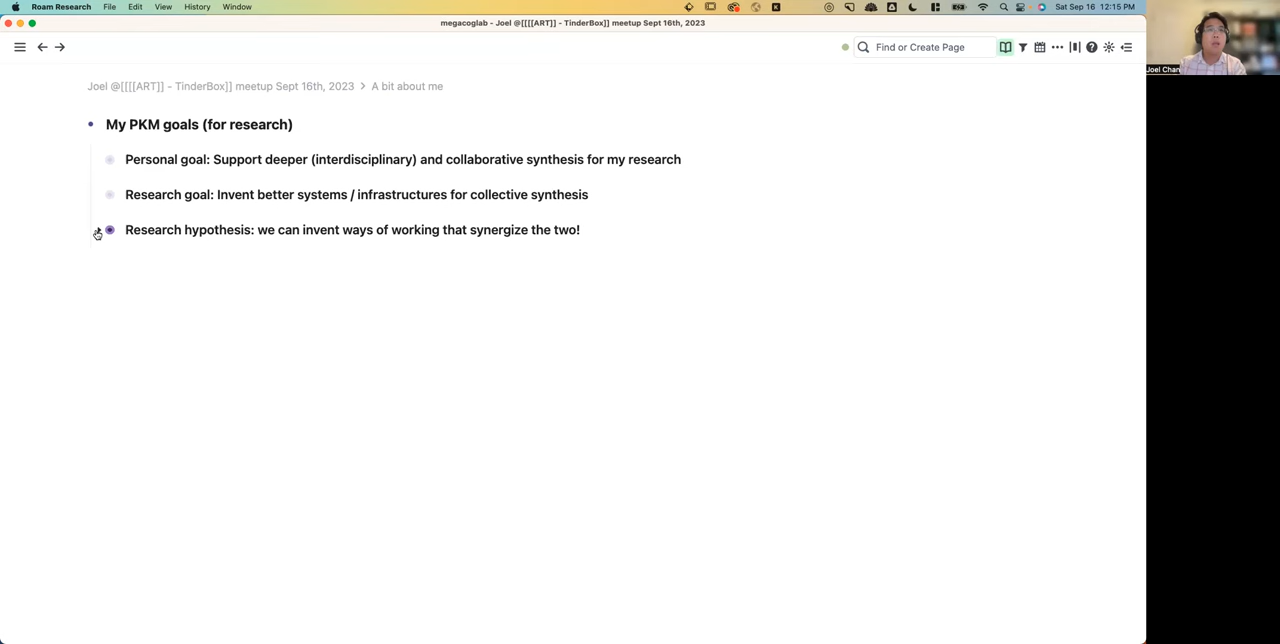 Roam Research File Edit View History Window Sat Sep 16 12:15 PM
megacoglab - Joel @[[[[ART]] - TinderBox]] meetup Sept 16th, 2023
Find or Create Page
Joel Chan
Joel @[[[[ART]] - TinderBox]] meetup Sept 16th, 2023 > A bit about me
My PKM goals (for research)
Personal goal: Support deeper (interdisciplinary) and collaborative synthesis for my research
Research goal: Invent better systems / infrastructures for collective synthesis
Research hypothesis: we can invent ways of working that synergize the two!